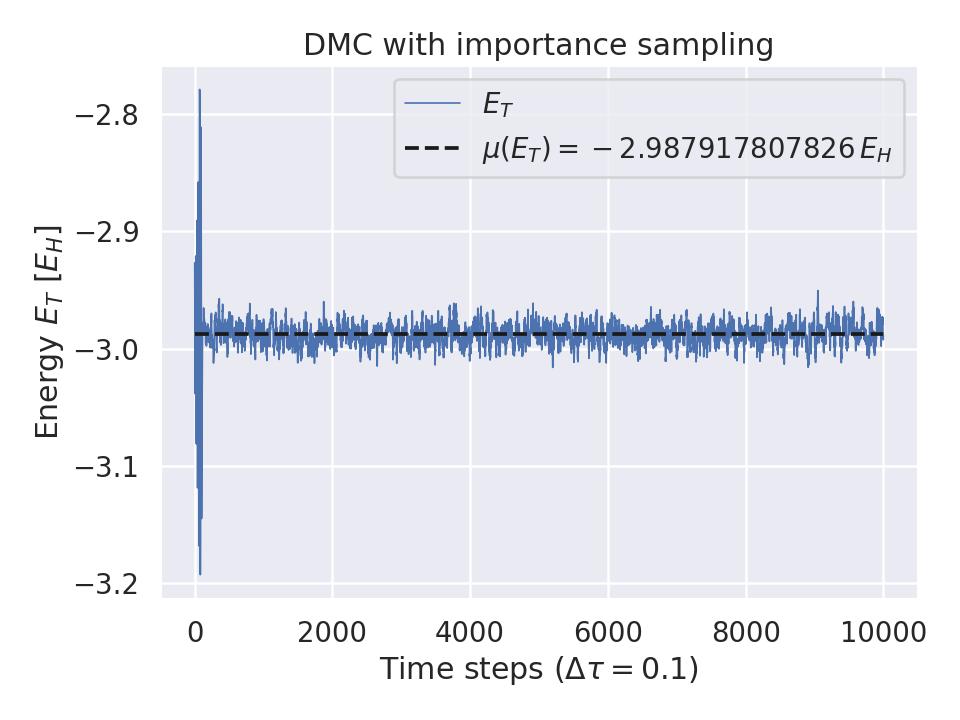 DMC with importance sampling
E_T
μ(E_T) = −2.987917807826 E_H
Energy E_T [E_H]
−2.8
−2.9
−3.0
−3.1
−3.2
0 2000 4000 6000 8000 10000
Time steps (Δτ = 0.1)